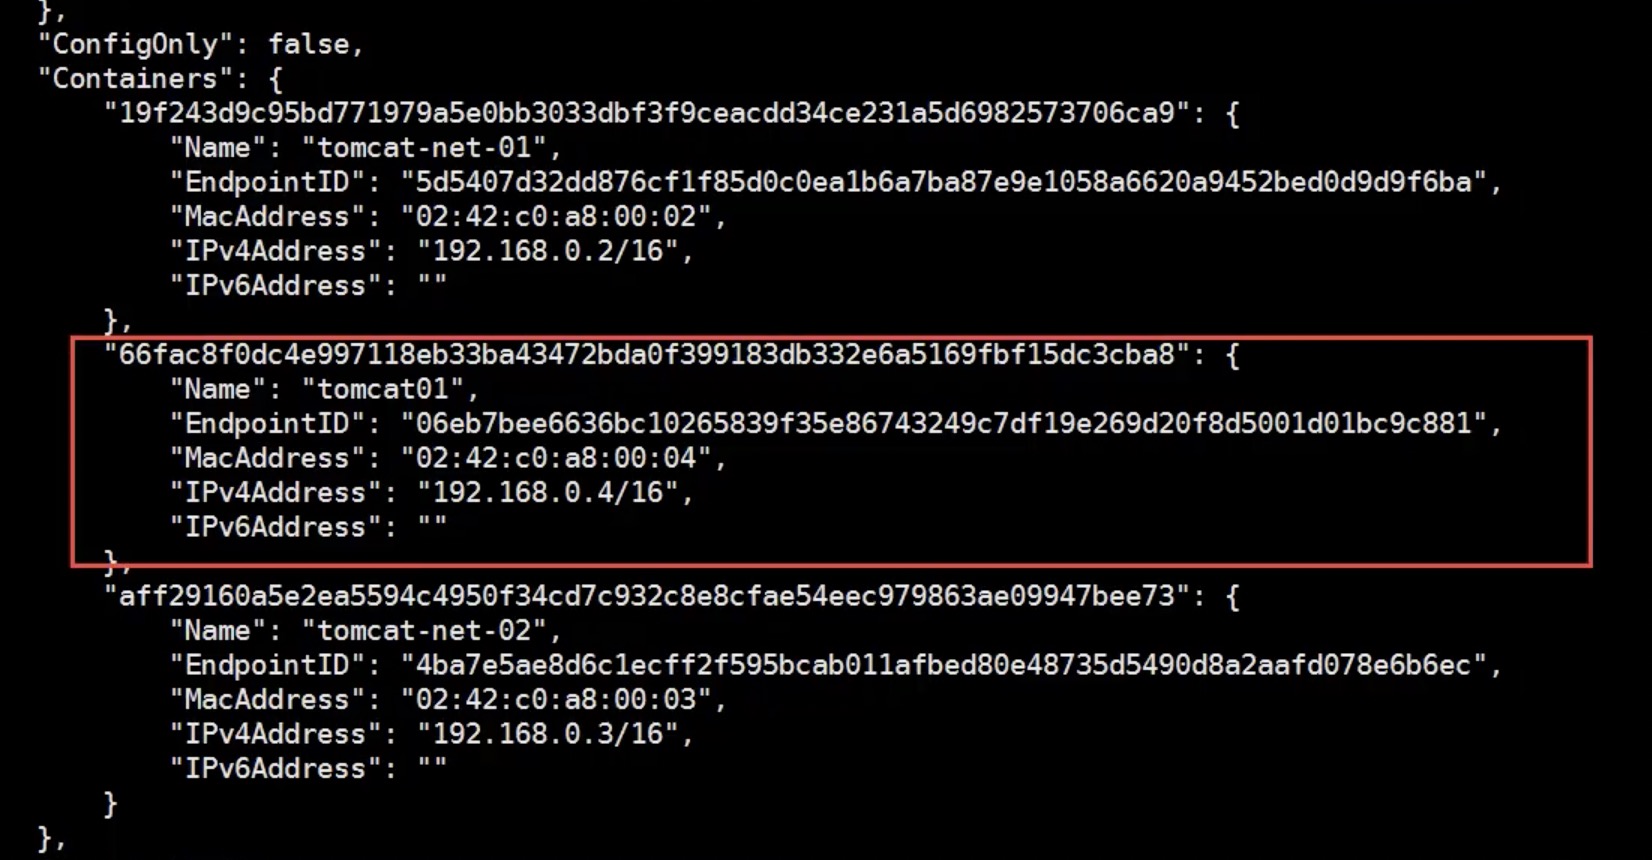 },
"ConfigOnly": false,
"Containers": {
"19f243d9c95bd771979a5e0bb3033dbf3f9ceacdd34ce231a5d6982573706ca9": {
"Name": "tomcat-net-01",
"EndpointID": "5d5407d32dd876cf1f85d0c0ea1b6a7ba87e9e1058a6620a9452bed0d9d9f6ba",
"MacAddress": "02:42:c0:a8:00:02",
"IPv4Address": "192.168.0.2/16",
"IPv6Address": ""
},
"66fac8f0dc4e997118eb33ba43472bda0f399183db332e6a5169fbf15dc3cba8": {
"Name": "tomcat01",
"EndpointID": "06eb7bee6636bc10265839f35e86743249c7df19e269d20f8d5001d01bc9c881",
"MacAddress": "02:42:c0:a8:00:04",
"IPv4Address": "192.168.0.4/16",
"IPv6Address": ""
},
"aff29160a5e2ea5594c4950f34cd7c932c8e8cfae54eec979863ae09947bee73": {
"Name": "tomcat-net-02",
"EndpointID": "4ba7e5ae8d6c1ecff2f595bcab011afbed80e48735d5490d8a2aafd078e6b6ec",
"MacAddress": "02:42:c0:a8:00:03",
"IPv4Address": "192.168.0.3/16",
"IPv6Address": ""
}
},